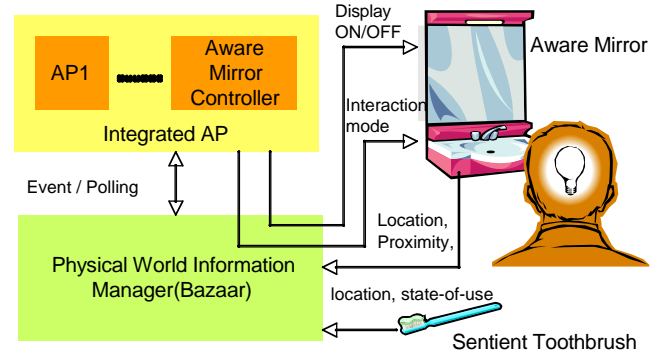 Display
ON/OFF
Aware Mirror
AP1
Aware
Mirror
Controller
Integrated AP
Interaction
mode
Event / Polling
Location,
Proximity,
Physical World Information
Manager(Bazaar)
location, state-of-use
Sentient Toothbrush